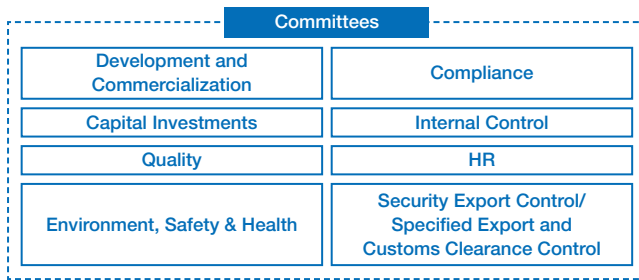 Committees
Development and
Commercialization
Compliance
Capital Investments
Internal Control
Quality
HR
Environment, Safety & Health
Security Export Control/
Specified Export and
Customs Clearance Control